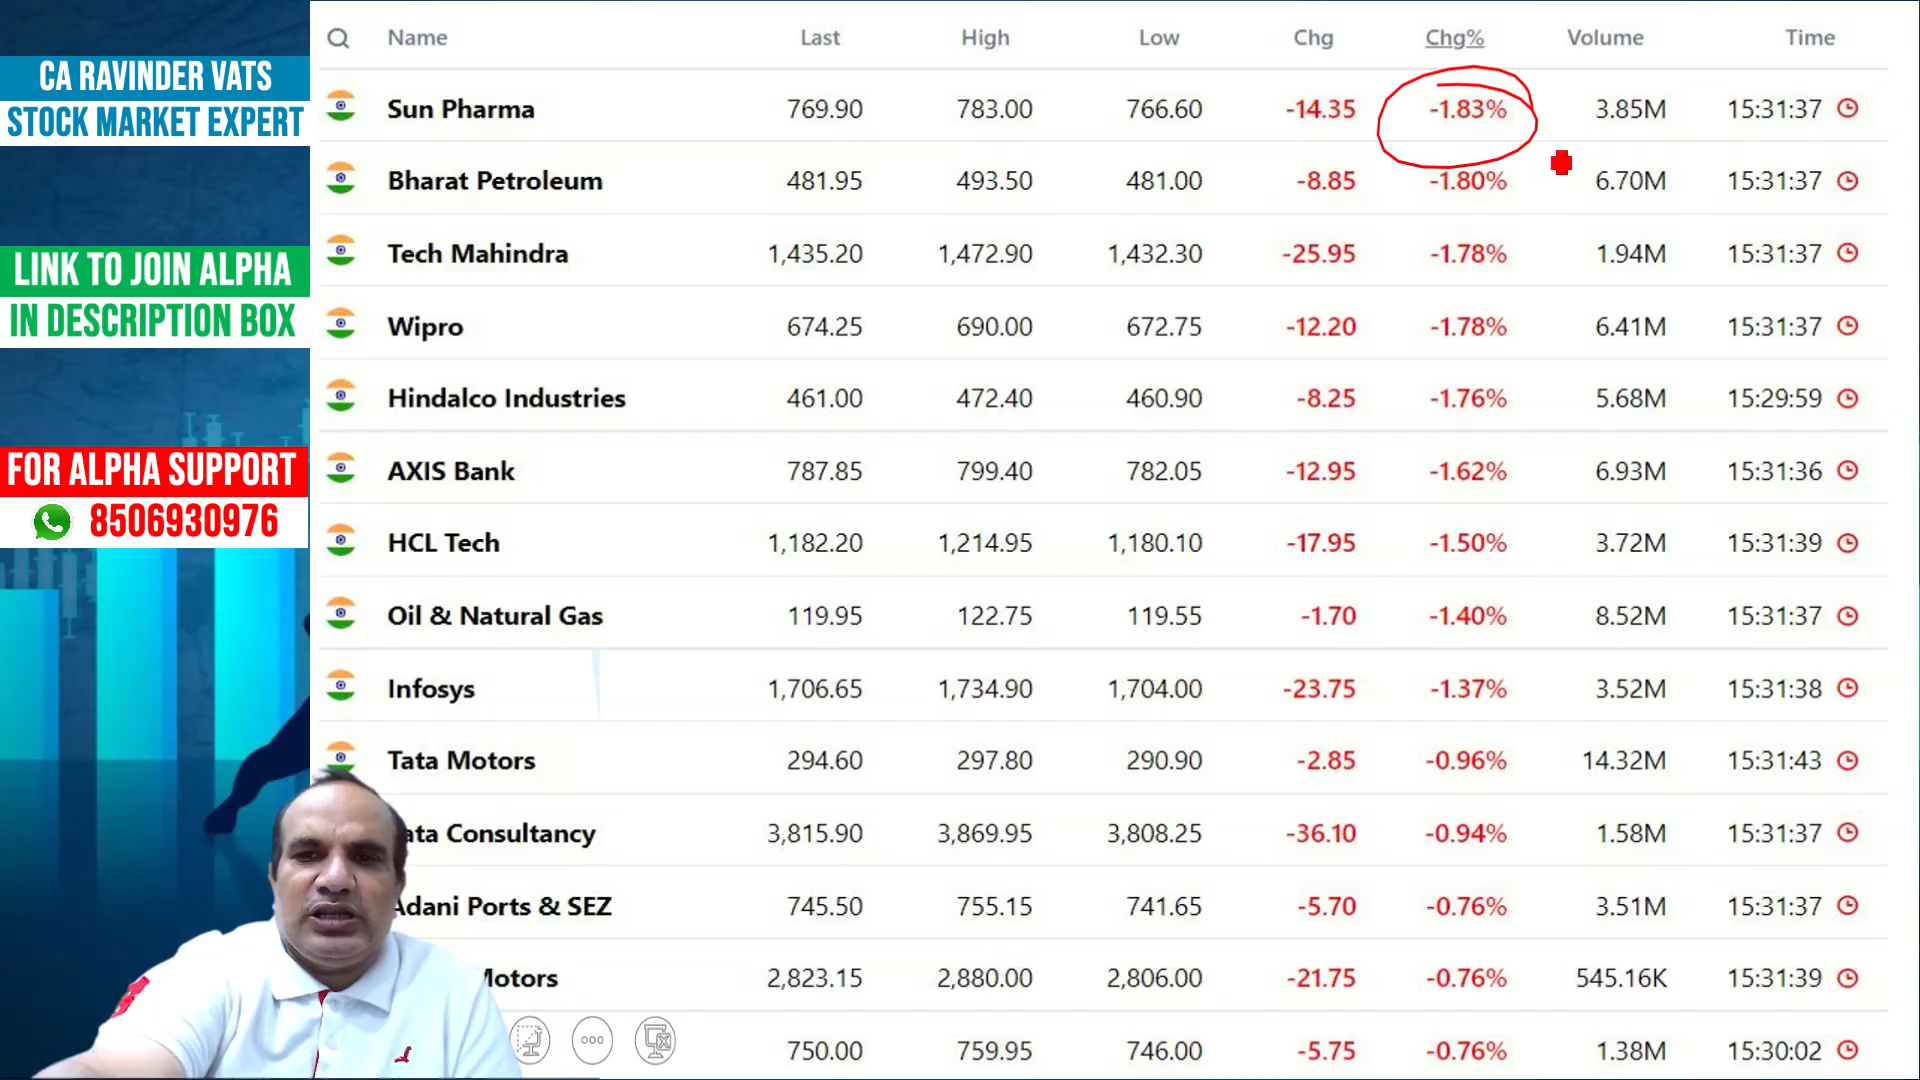 CA RAVINDER VATS
STOCK MARKET EXPERT
LINK TO JOIN ALPHA
IN DESCRIPTION BOX
FOR ALPHA SUPPORT
8506930976
Name Last High Low Chg Chg% Volume Time
Sun Pharma 769.90 783.00 766.60 -14.35 -1.83% 3.85M 15:31:37
Bharat Petroleum 481.95 493.50 481.00 -8.85 -1.80% 6.70M 15:31:37
Tech Mahindra 1,435.20 1,472.90 1,432.30 -25.95 -1.78% 1.94M 15:31:37
Wipro 674.25 690.00 672.75 -12.20 -1.78% 6.41M 15:31:37
Hindalco Industries 461.00 472.40 460.90 -8.25 -1.76% 5.68M 15:29:59
AXIS Bank 787.85 799.40 782.05 -12.95 -1.62% 6.93M 15:31:36
HCL Tech 1,182.20 1,214.95 1,180.10 -17.95 -1.50% 3.72M 15:31:39
Oil & Natural Gas 119.95 122.75 119.55 -1.70 -1.40% 8.52M 15:31:37
Infosys 1,706.65 1,734.90 1,704.00 -23.75 -1.37% 3.52M 15:31:38
Tata Motors 294.60 297.80 290.90 -2.85 -0.96% 14.32M 15:31:43
ata Consultancy 3,815.90 3,869.95 3,808.25 -36.10 -0.94% 1.58M 15:31:37
Adani Ports & SEZ 745.50 755.15 741.65 -5.70 -0.76% 3.51M 15:31:37
Motors 2,823.15 2,880.00 2,806.00 -21.75 -0.76% 545.16K 15:31:39
750.00 759.95 746.00 -5.75 -0.76% 1.38M 15:30:02